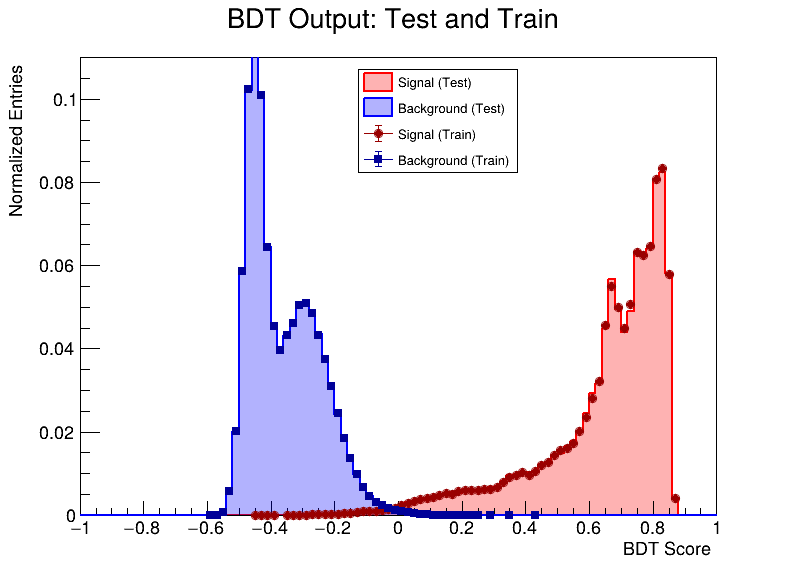 BDT Output: Test and Train
Normalized Entries
0.1
0.08
0.06
0.04
0.02
0
Signal (Test)
Background (Test)
Signal (Train)
Background (Train)
−1 −0.8 −0.6 −0.4 −0.2 0 0.2 0.4 0.6 0.8 1
BDT Score